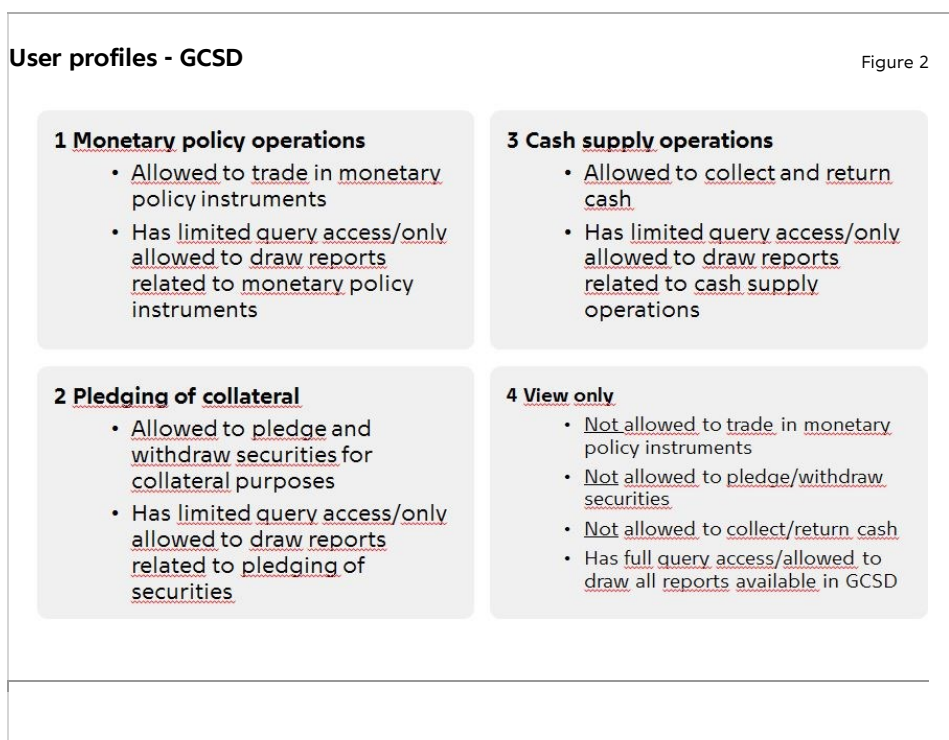 User profiles - GCSD
Figure 2
1 Monetary policy operations
• Allowed to trade in monetary
policy instruments
• Has limited query access/only
allowed to draw reports
related to monetary policy
instruments
2 Pledging of collateral
• Allowed to pledge and
withdraw securities for
collateral purposes
• Has limited query access/only
allowed to draw reports
related to pledging of
securities
3 Cash supply operations
• Allowed to collect and return
cash
• Has limited query access/only
allowed to draw reports
related to cash supply
operations
4 View only
• Not allowed to trade in monetary
policy instruments
• Not allowed to pledge/withdraw
securities
• Not allowed to collect/return cash
• Has full query access/allowed to
draw all reports available in GCSD